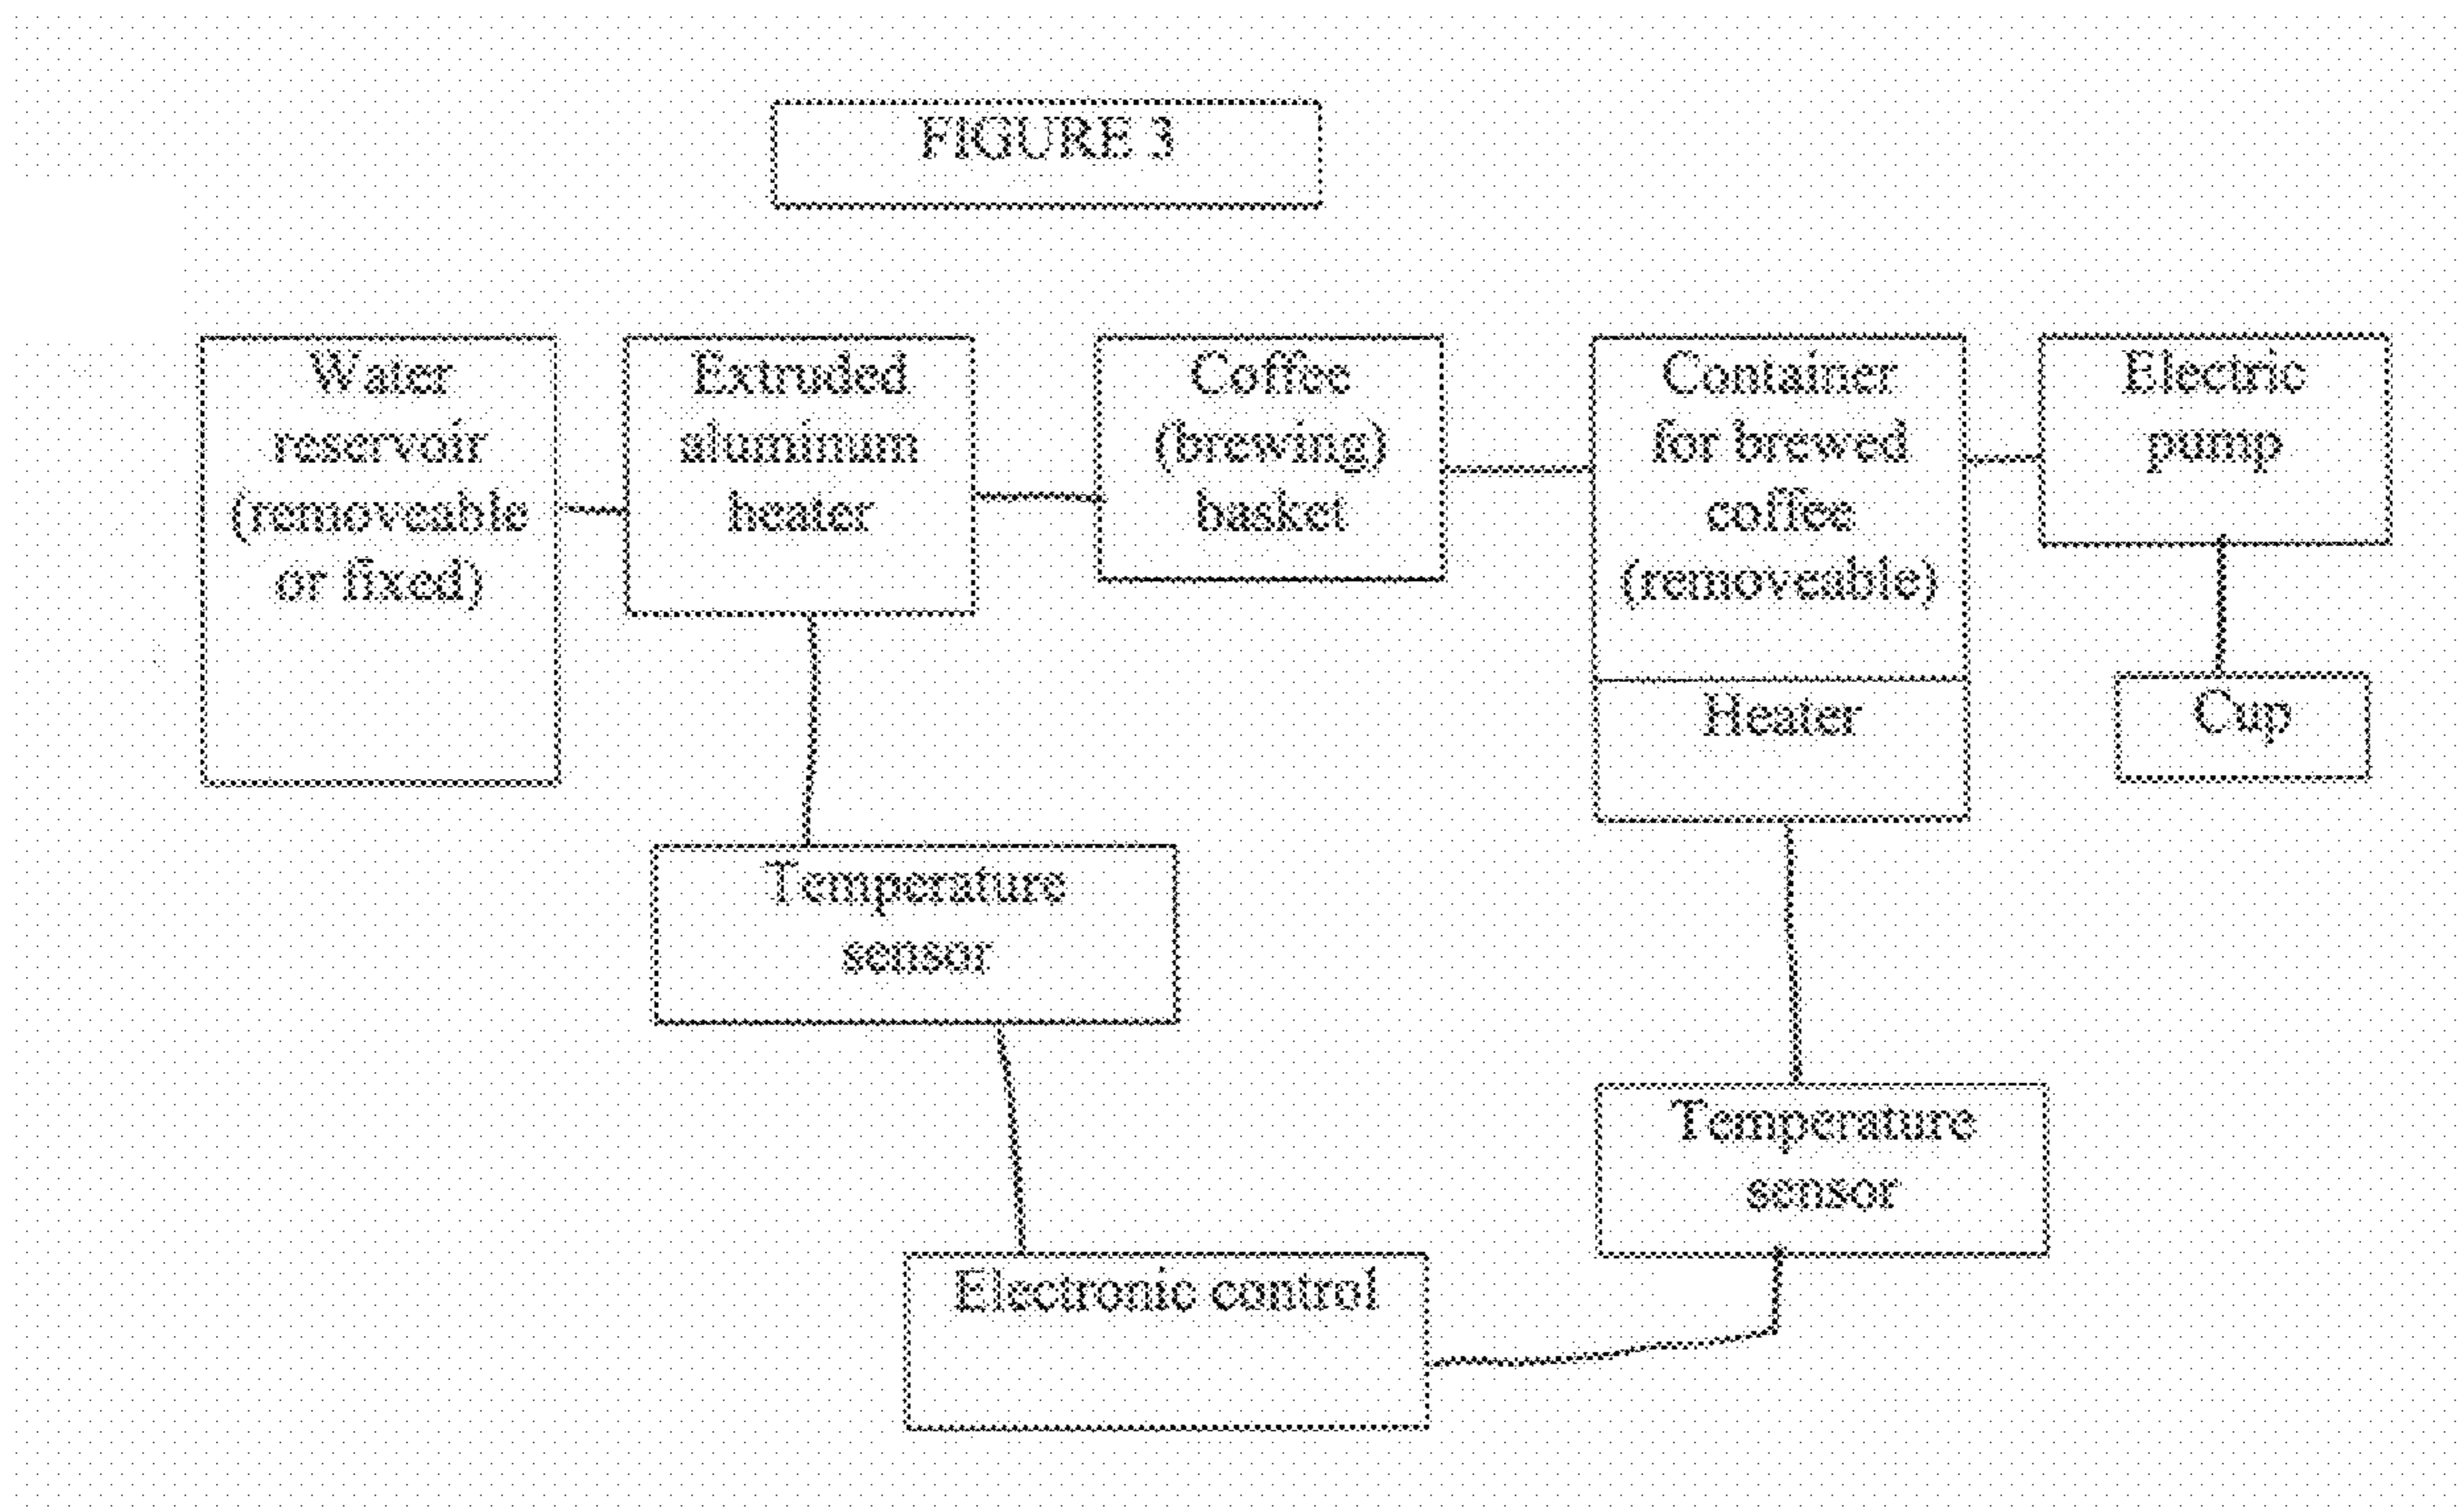 FIGURE 3
Water
reservoir
(removeable
or fixed)
Extruded
aluminum
heater
Coffee
(brewing)
basket
Container
for brewed
coffee
(removeable)
Heater
Electric
pump
Cup
Temperature
sensor
Temperature
sensor
Electronic control